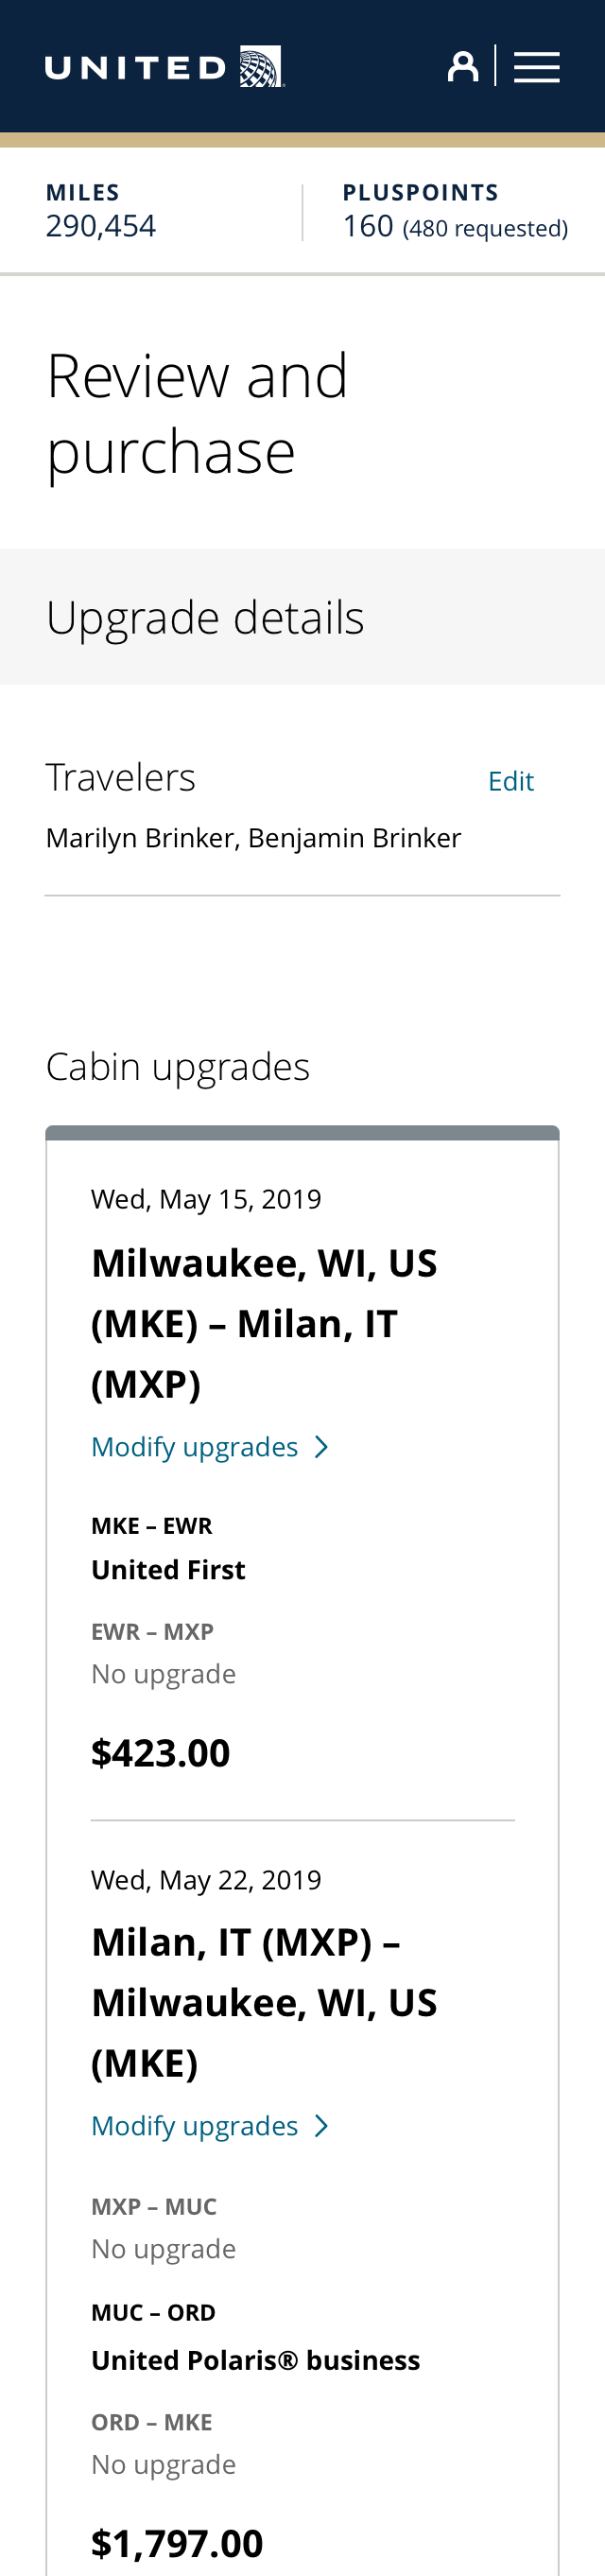 UNITED
MILES
290,454
PLUSPOINTS
160 (480 requested)
Review and
purchase
Upgrade details
Travelers
Edit
Marilyn Brinker, Benjamin Brinker
Cabin upgrades
Wed, May 15, 2019
Milwaukee, WI, US
(MKE) – Milan, IT
(MXP)
Modify upgrades
MKE – EWR
United First
EWR – MXP
No upgrade
$423.00
Wed, May 22, 2019
Milan, IT (MXP) –
Milwaukee, WI, US
(MKE)
Modify upgrades
MXP – MUC
No upgrade
MUC – ORD
United Polaris® business
ORD – MKE
No upgrade
$1,797.00